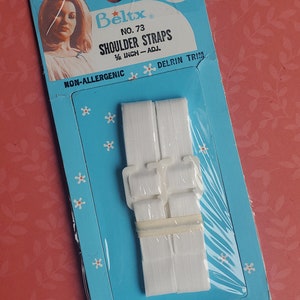 Beltx
NO. 73
SHOULDER STRAPS
½ INCH — ADJ.
NON-ALLERGENIC
DELRIN TRIM